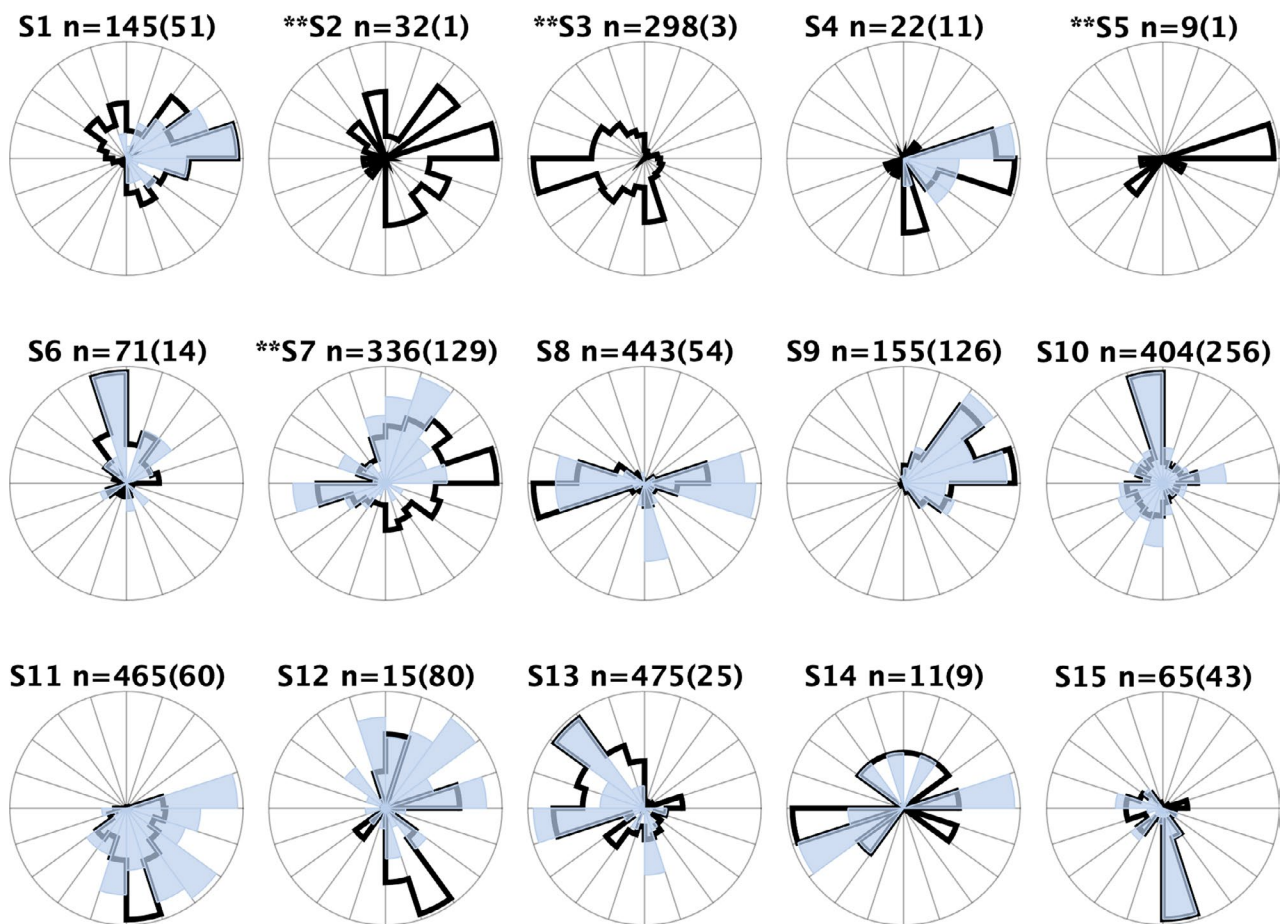 S1 n=145(51)
**S2 n=32(1)
**S3 n=298(3)
S4 n=22(11)
**S5 n=9(1)
S6 n=71(14)
**S7 n=336(129)
S8 n=443(54)
S9 n=155(126)
S10 n=404(256)
S11 n=465(60)
S12 n=15(80)
S13 n=475(25)
S14 n=11(9)
S15 n=65(43)